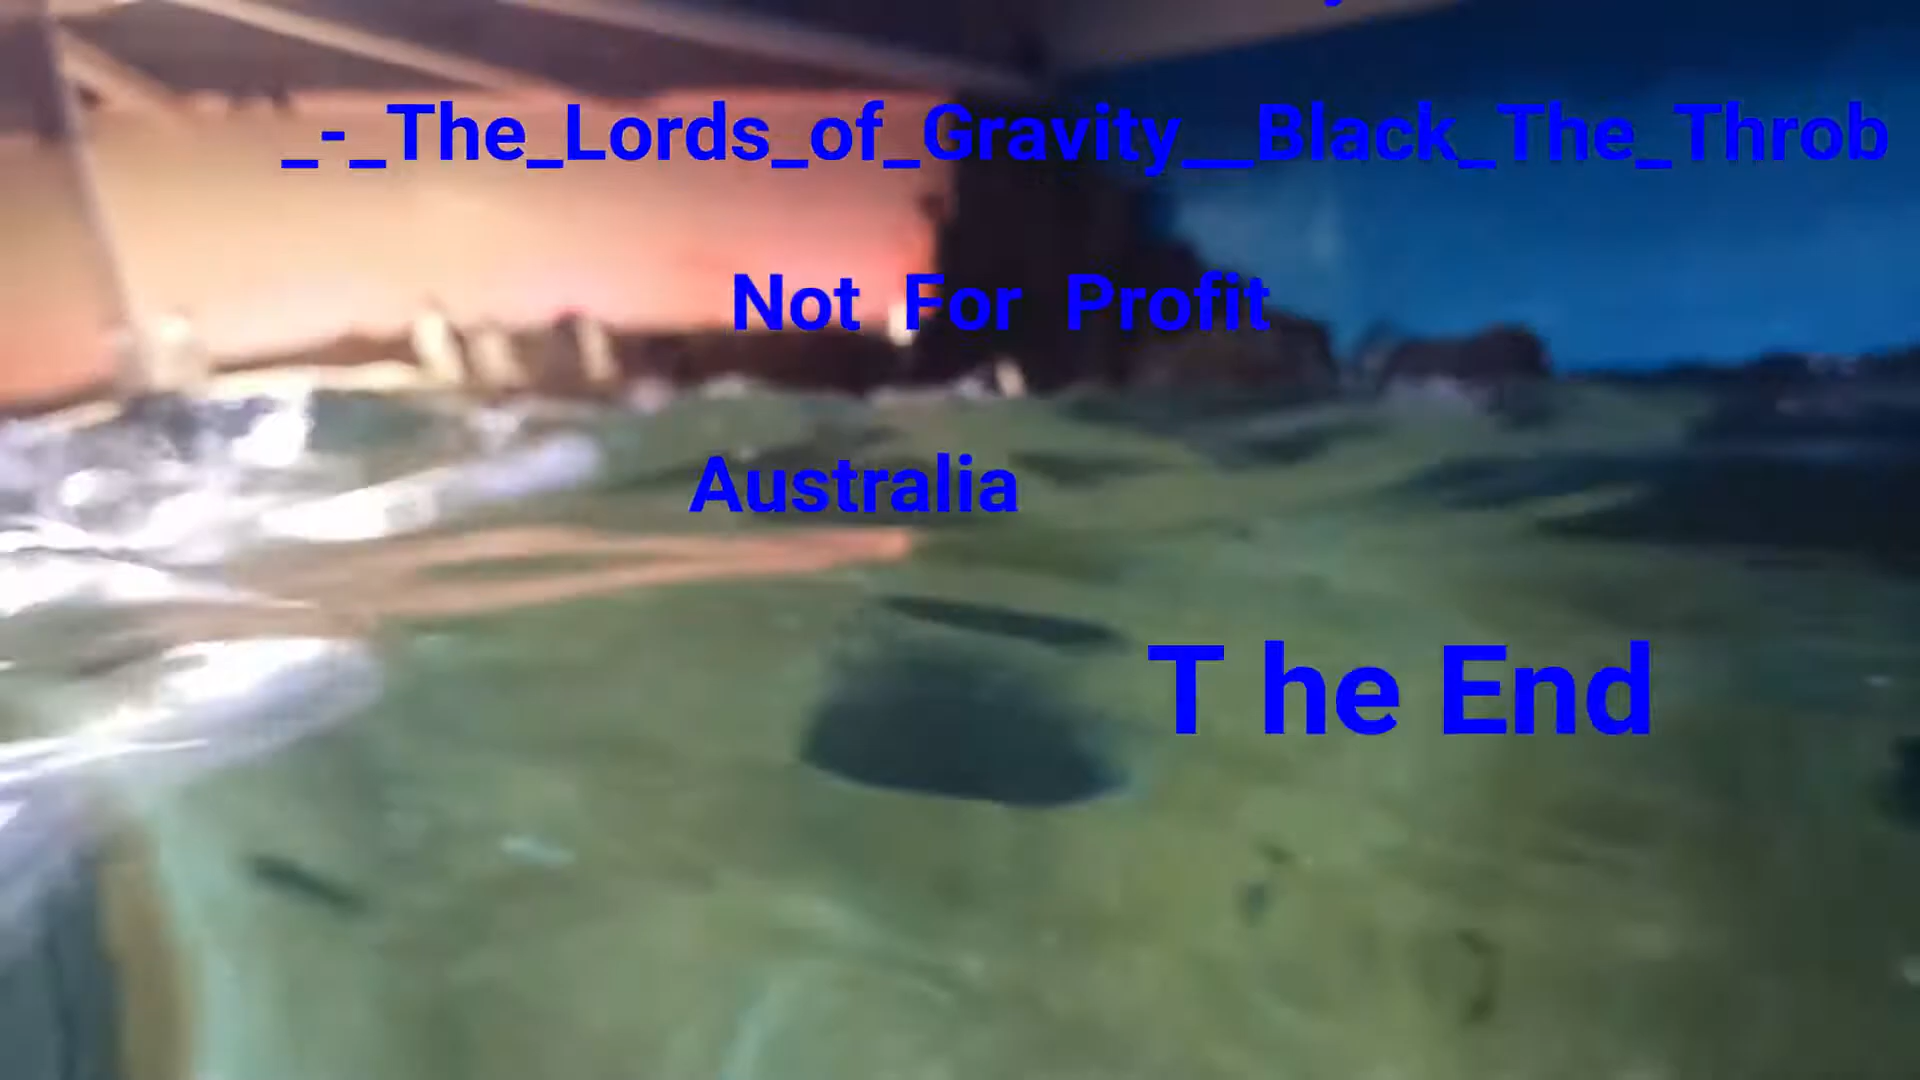 _-_The_Lords_of_Gravity__Black_The_Throb
Not For Profit
Australia
T he End